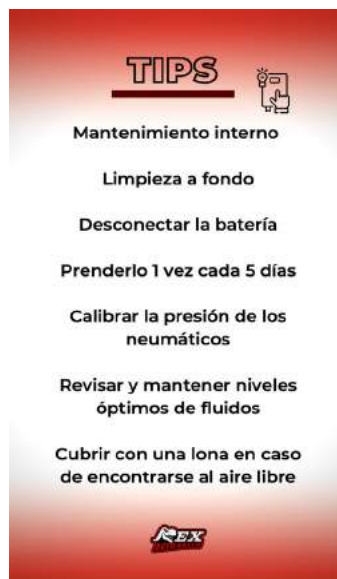 TIPS
Mantenimiento interno
Limpieza a fondo
Desconectar la batería
Prenderlo 1 vez cada 5 días
Calibrar la presión de los
neumáticos
Revisar y mantener niveles
óptimos de fluidos
Cubrir con una lona en caso
de encontrarse al aire libre
REX